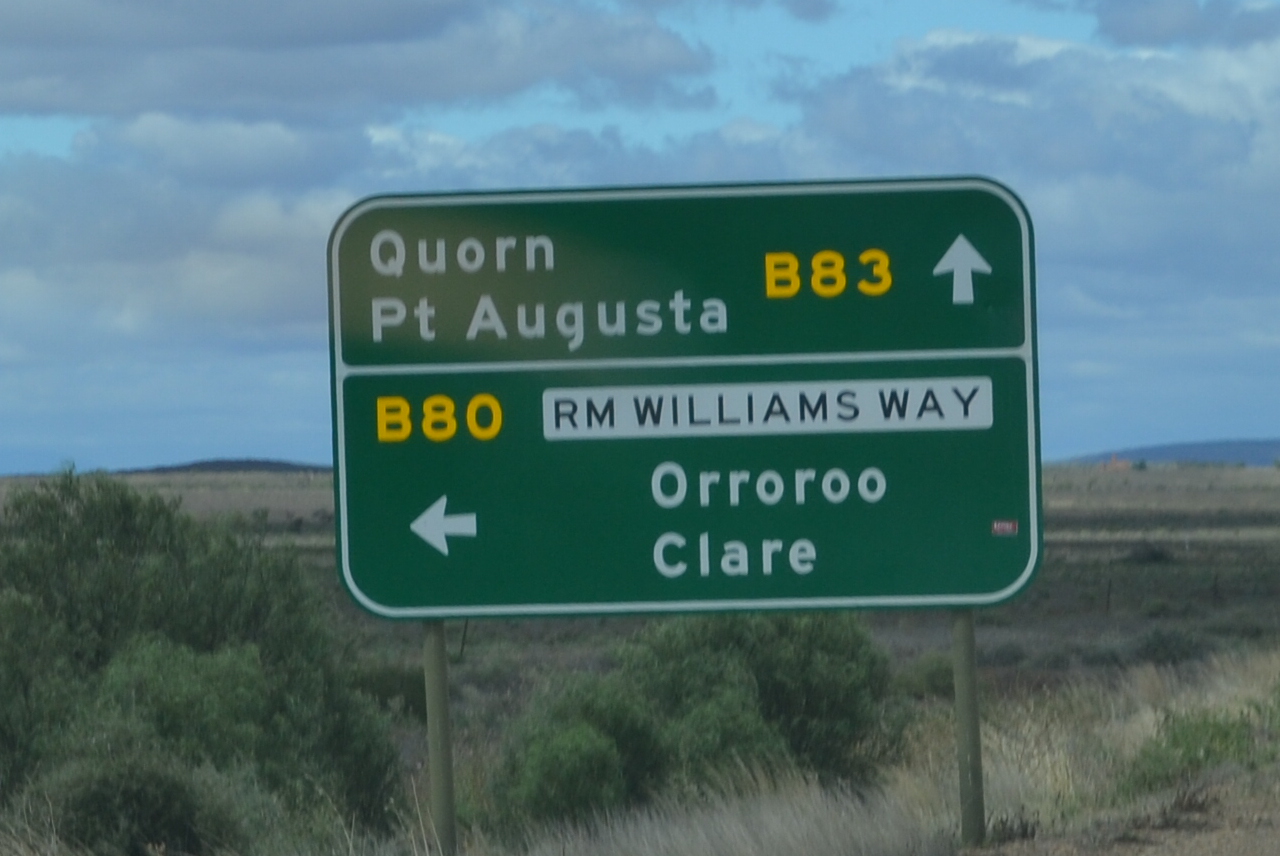 Quorn
Pt Augusta
B83
B80
RM WILLIAMS WAY
Orroroo
Clare